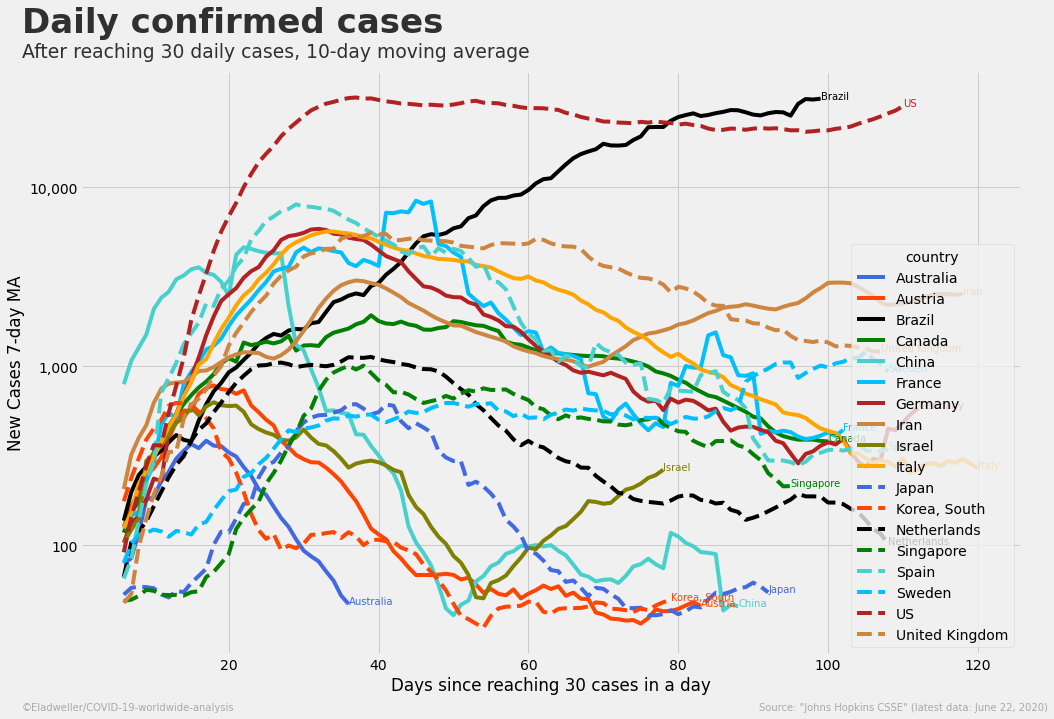 Daily confirmed cases
After reaching 30 daily cases, 10-day moving average
New Cases 7-day MA
10,000
1,000
100
20
40
60
80
100
120
Days since reaching 30 cases in a day
Brazil
US
Iran
United Kingdom
France
Canada
Israel
Singapore
Italy
Netherlands
Australia
Korea, South
Austria
China
Japan
country
Australia
Austria
Brazil
Canada
China
France
Germany
Iran
Israel
Italy
Japan
Korea, South
Netherlands
Singapore
Spain
Sweden
US
United Kingdom
©Eladweller/COVID-19-worldwide-analysis
Source: "Johns Hopkins CSSE" (latest data: June 22, 2020)